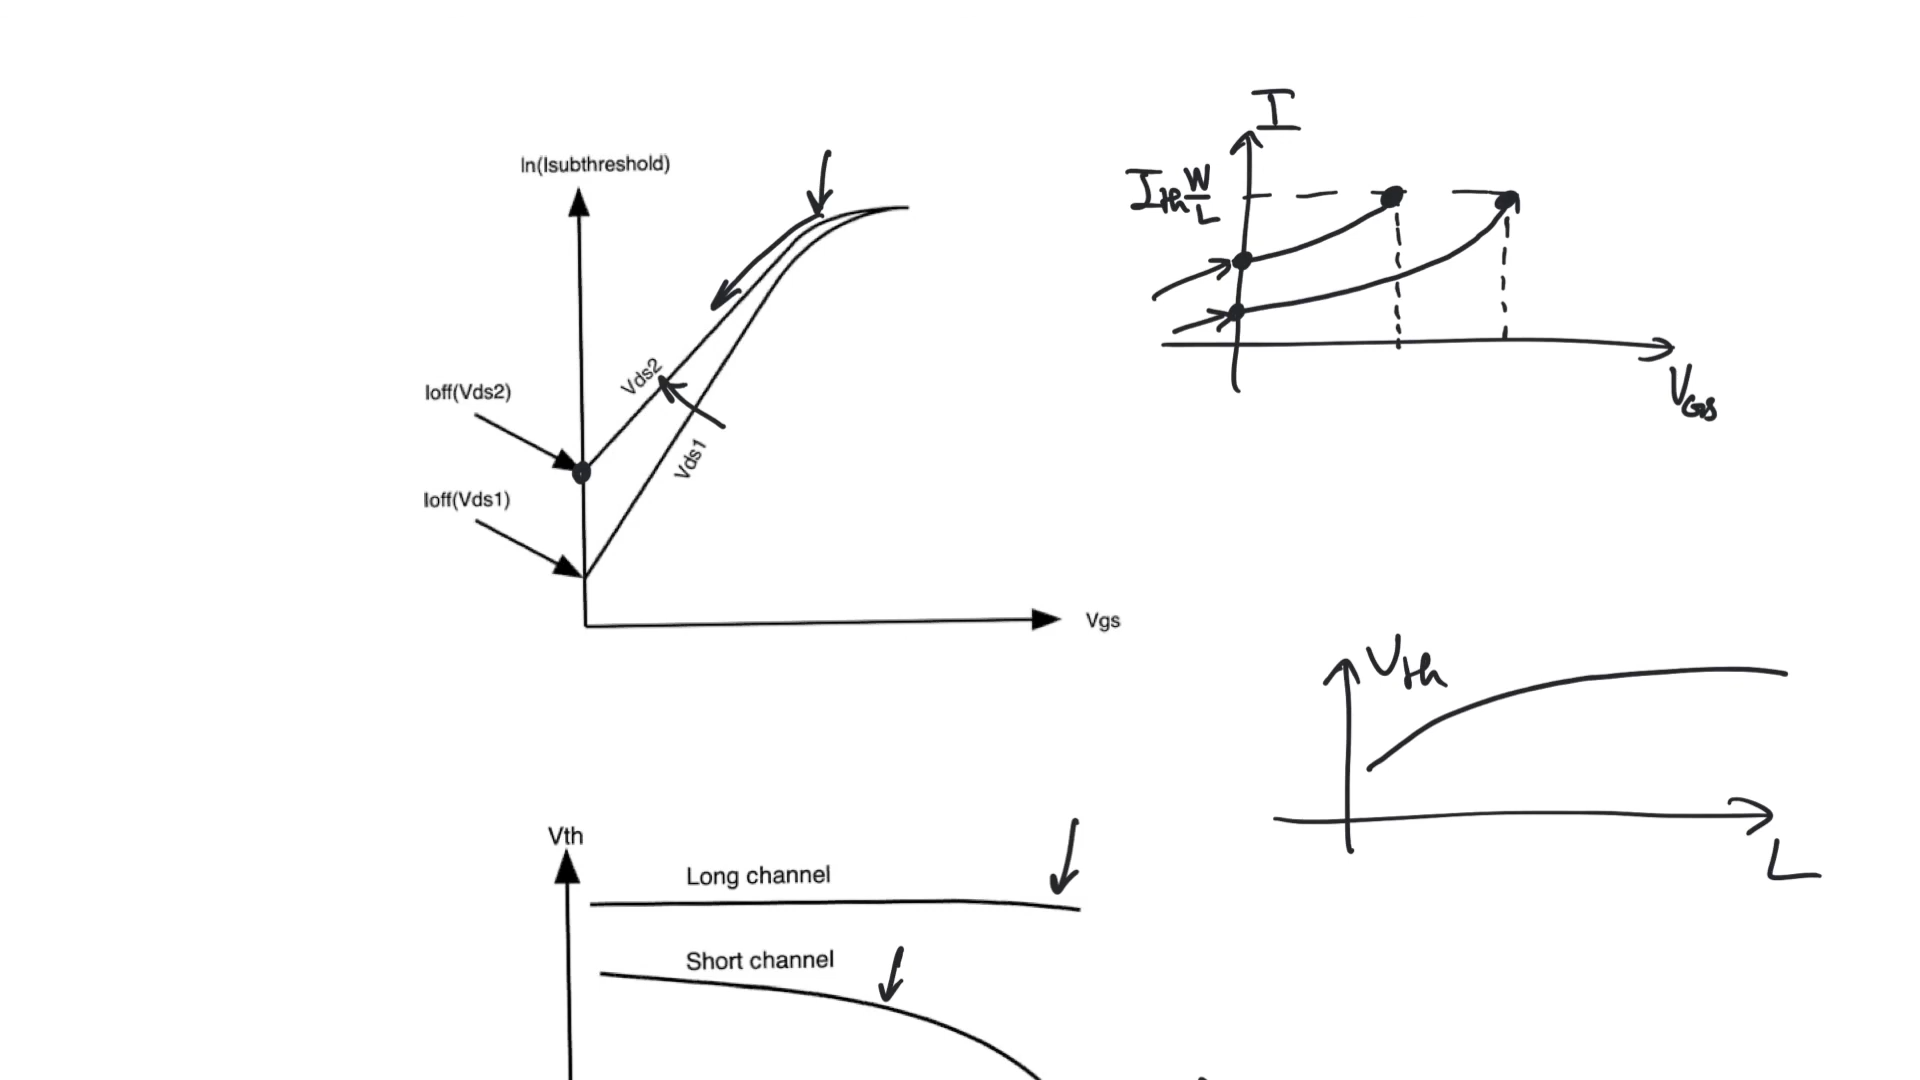 ln(Isubthreshold)
Vds2
Vds1
Ioff(Vds2)
Ioff(Vds1)
Vgs
I
Ith W/L
VGS
Vth
L
Vth
Long channel
Short channel